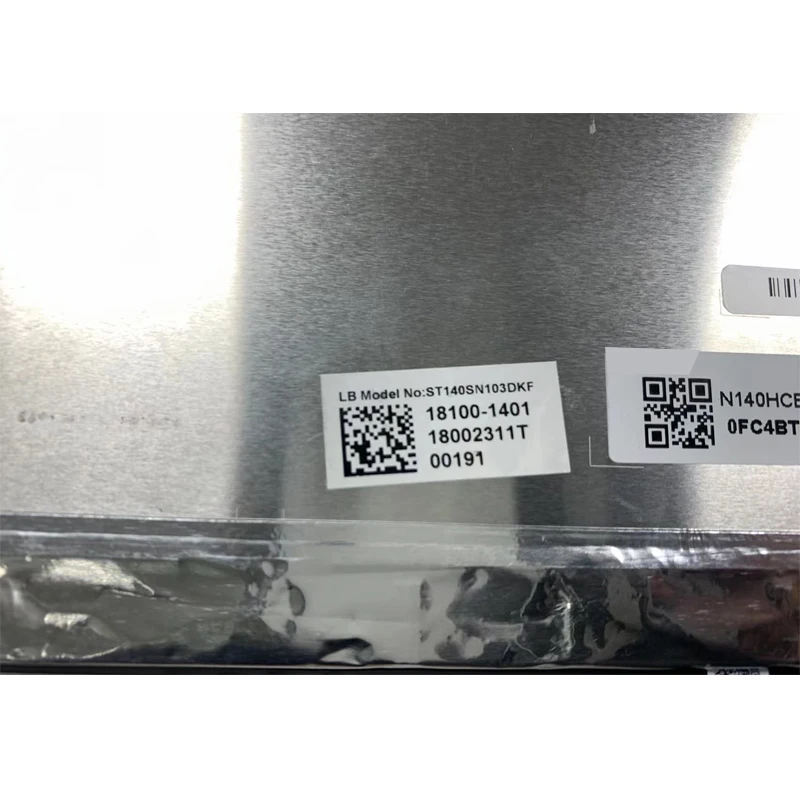 LB Model No:ST140SN103DKF
18100-1401
18002311T
00191
N140HCE
0FC4BT